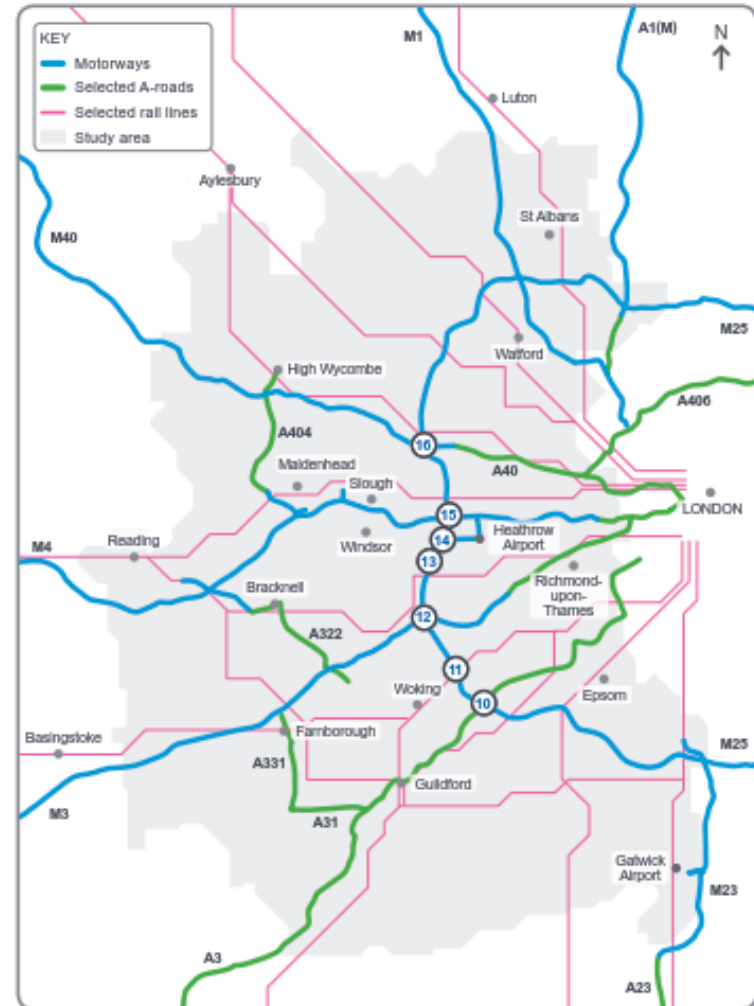 KEY
Motorways
Selected A-roads
Selected rail lines
Study area
M1
A1(M)
N
Luton
Aylesbury
St Albans
M40
M25
Watford
High Wycombe
A406
A404
16
A40
Maidenhead
Slough
LONDON
15
Heathrow
Airport
14
Windsor
Reading
M4
13
Richmond-
upon-
Thames
Bracknell
12
A322
11
Woking
Epsom
10
Farnborough
Basingstoke
M25
A331
Guildford
M3
A31
Gatwick
Airport
M23
A3
A23